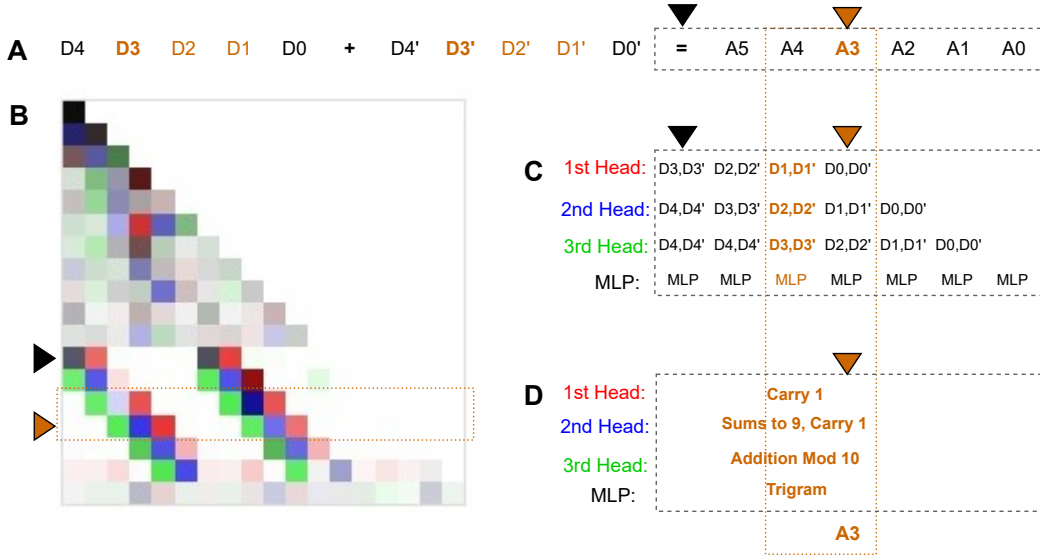 A D4 D3 D2 D1 D0 + D4' D3' D2' D1' D0' = A5 A4 A3 A2 A1 A0
B
C
1st Head: D3,D3' D2,D2' D1,D1' D0,D0'
2nd Head: D4,D4' D3,D3' D2,D2' D1,D1' D0,D0'
3rd Head: D4,D4' D4,D4' D3,D3' D2,D2' D1,D1' D0,D0'
MLP: MLP MLP MLP MLP MLP MLP MLP
D
1st Head: Carry 1
2nd Head: Sums to 9, Carry 1
3rd Head: Addition Mod 10
MLP: Trigram
A3